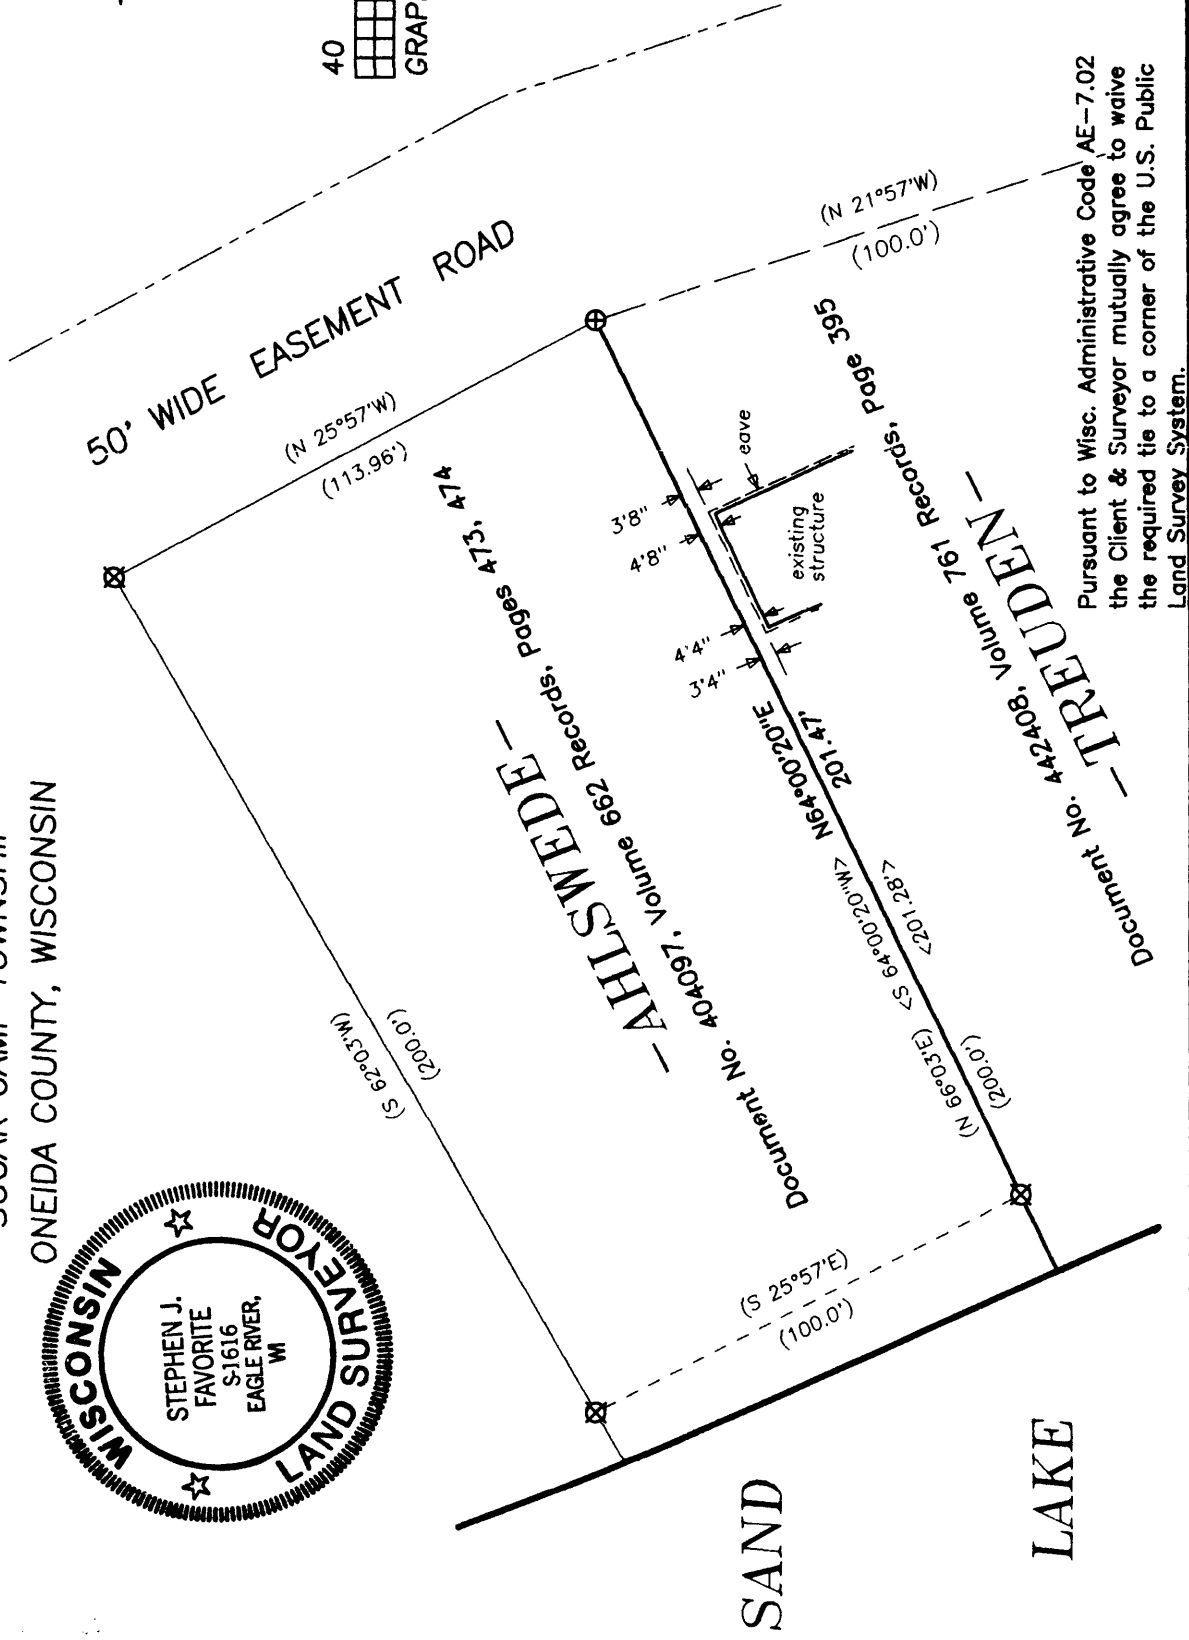 ONEIDA COUNTY, WISCONSIN
WISCONSIN
LAND SURVEYOR
STEPHEN J.
FAVORITE
S-1616
EAGLE RIVER,
WI
40
50' WIDE EASEMENT ROAD
(N 25°57'W)
(113.96')
(N 21°57'W)
(100.0')
(S 62°03'W)
(200.0')
– AHLSWEDE –
Document No. 404097, Volume 662 Records, Pages 473, 474
3'8"
4'8"
4'4"
3'4"
eave
existing
structure
N64°00'20"E
201.47'
<S 64°00'20"W>
<201.28'>
(N 66°03'E)
(200.0')
Document No. 442408, Volume 761 Records, Page 395
– TREUDEN –
(S 25°57'E)
(100.0')
SAND
LAKE
Pursuant to Wisc. Administrative Code AE-7.02
the Client & Surveyor mutually agree to waive
the required tie to a corner of the U.S. Public
Land Survey System.